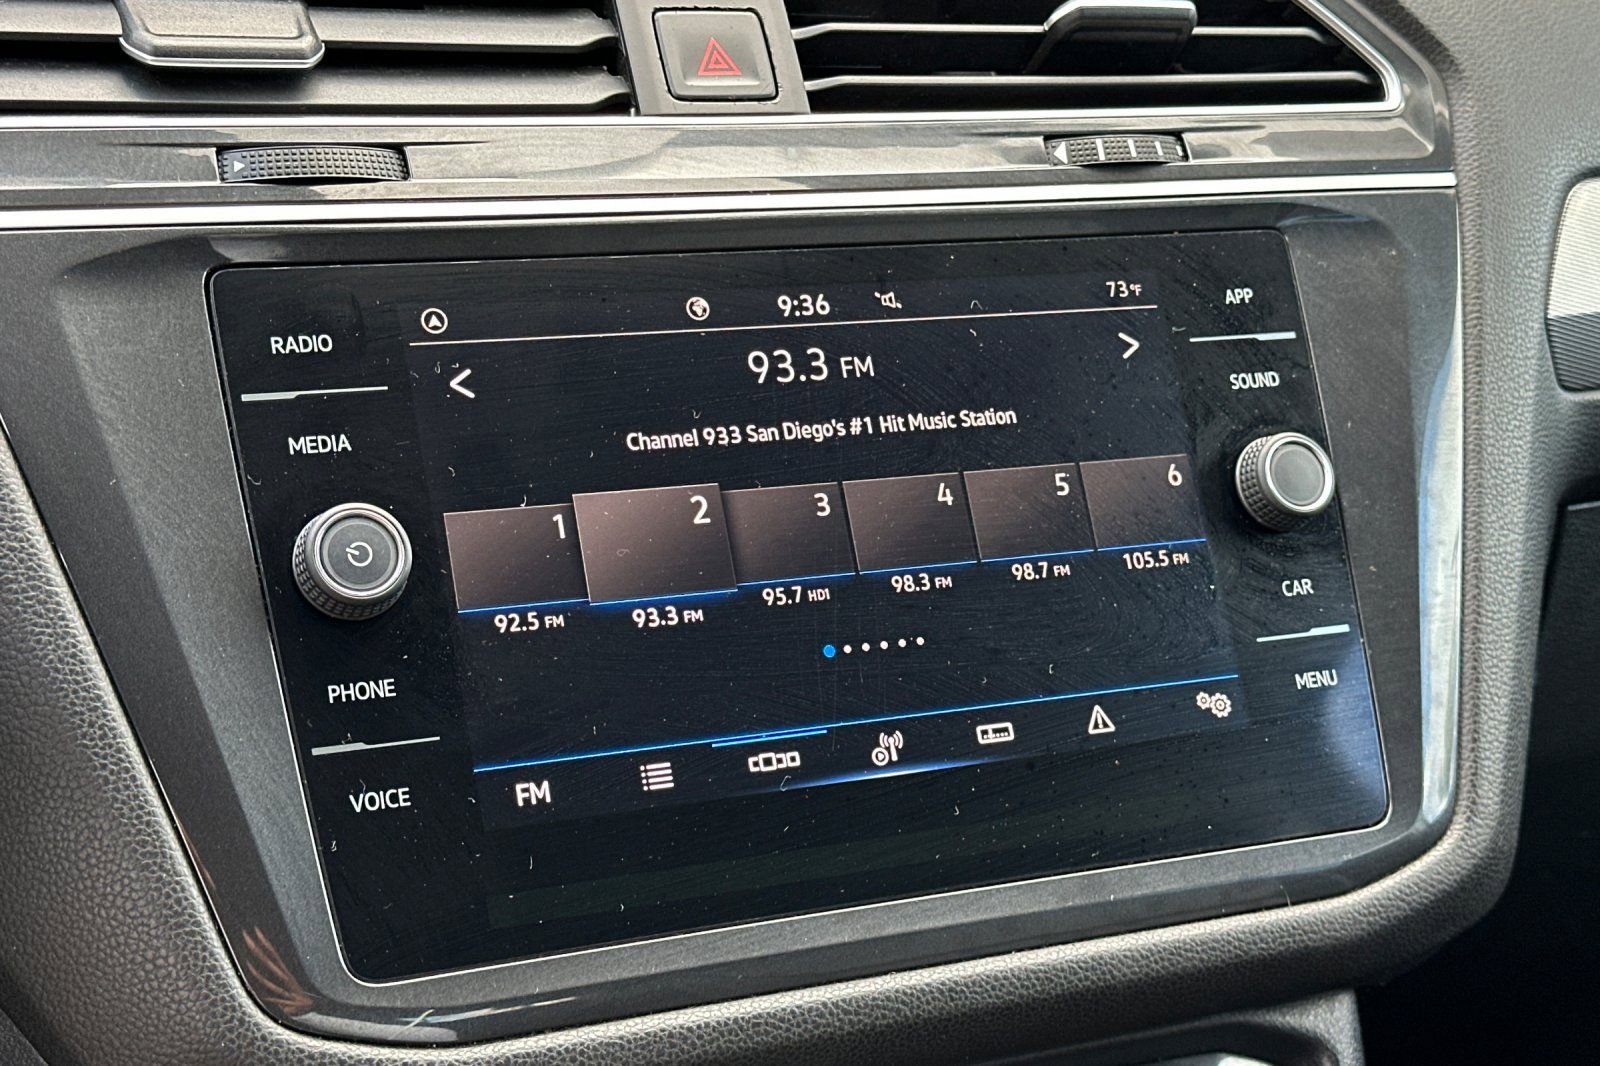 RADIO
MEDIA
PHONE
VOICE
9:36
73°F
93.3 FM
Channel 933 San Diego's #1 Hit Music Station
1
2
3
4
5
6
92.5 FM
93.3 FM
95.7 HD1
98.3 FM
98.7 FM
105.5 FM
FM
APP
SOUND
CAR
MENU